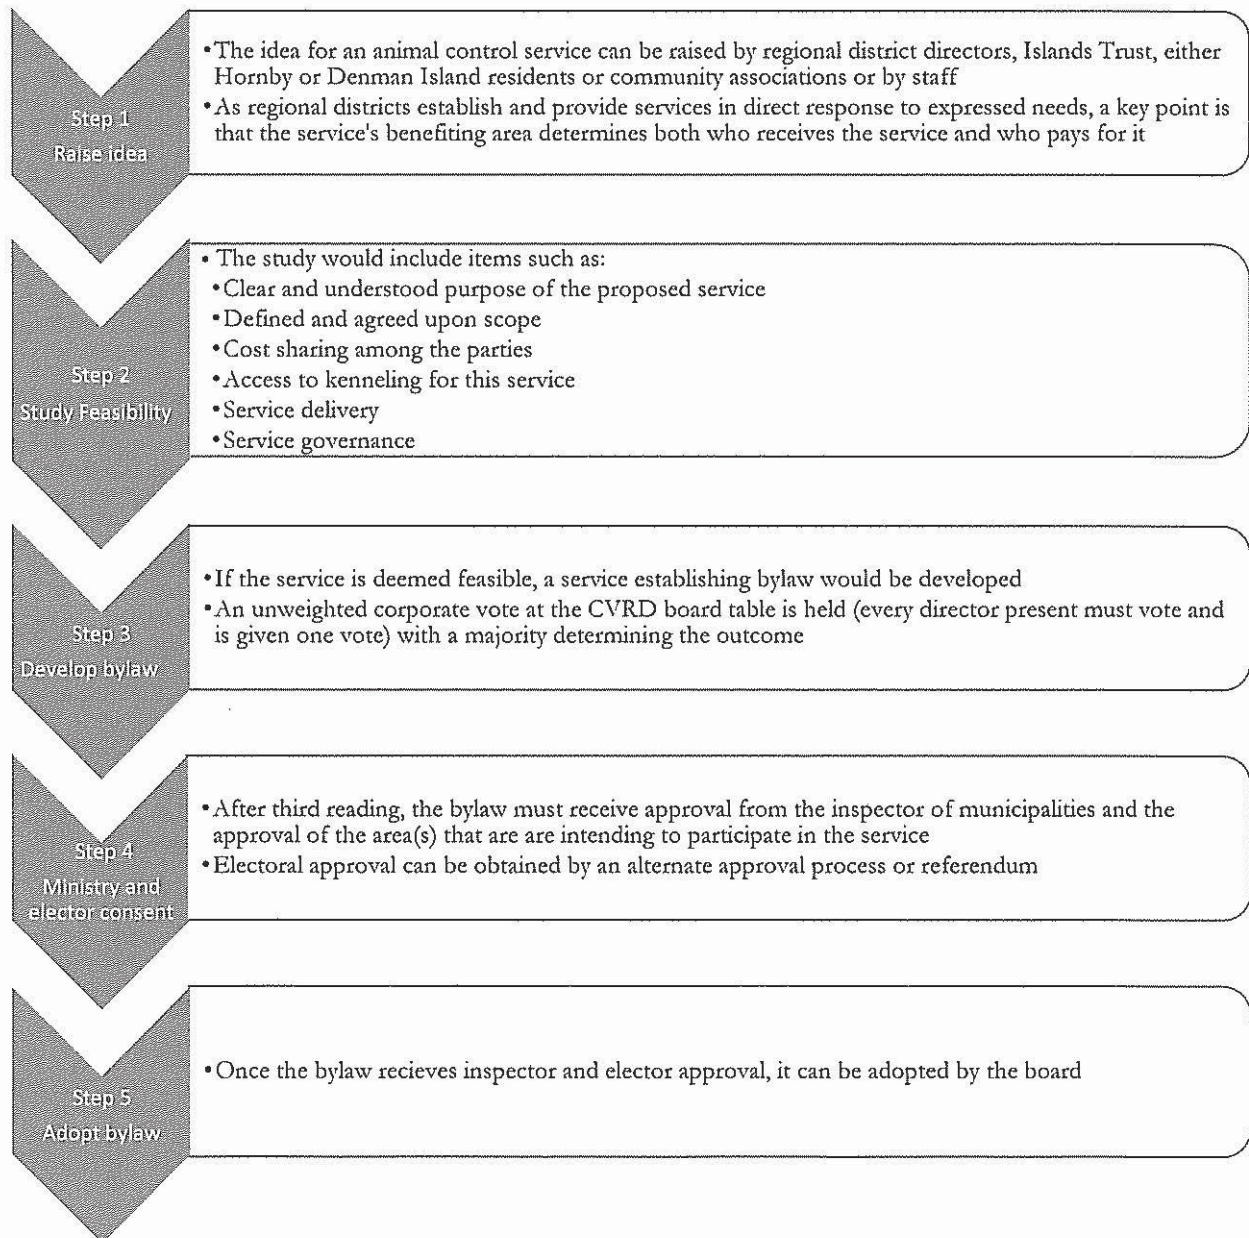 Step 1
Raise idea
•The idea for an animal control service can be raised by regional district directors, Islands Trust, either
Hornby or Denman Island residents or community associations or by staff
•As regional districts establish and provide services in direct response to expressed needs, a key point is
that the service's benefiting area determines both who receives the service and who pays for it
Step 2
Study Feasibility
• The study would include items such as:
•Clear and understood purpose of the proposed service
•Defined and agreed upon scope
•Cost sharing among the parties
•Access to kenneling for this service
•Service delivery
•Service governance
Step 3
Develop bylaw
•If the service is deemed feasible, a service establishing bylaw would be developed
•An unweighted corporate vote at the CVRD board table is held (every director present must vote and
is given one vote) with a majority determining the outcome
Step 4
Ministry and
elector consent
•After third reading, the bylaw must receive approval from the inspector of municipalities and the
approval of the area(s) that are are intending to participate in the service
•Electoral approval can be obtained by an alternate approval process or referendum
Step 5
Adopt bylaw
•Once the bylaw recieves inspector and elector approval, it can be adopted by the board